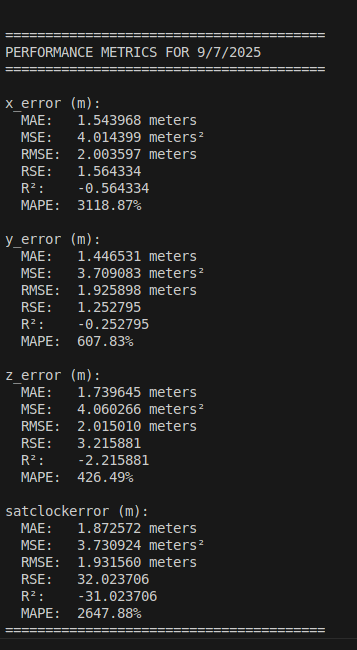 ========================================
PERFORMANCE METRICS FOR 9/7/2025
========================================
x_error (m):
MAE: 1.543968 meters
MSE: 4.014399 meters²
RMSE: 2.003597 meters
RSE: 1.564334
R²: -0.564334
MAPE: 3118.87%
y_error (m):
MAE: 1.446531 meters
MSE: 3.709083 meters²
RMSE: 1.925898 meters
RSE: 1.252795
R²: -0.252795
MAPE: 607.83%
z_error (m):
MAE: 1.739645 meters
MSE: 4.060266 meters²
RMSE: 2.015010 meters
RSE: 3.215881
R²: -2.215881
MAPE: 426.49%
satclockerror (m):
MAE: 1.872572 meters
MSE: 3.730924 meters²
RMSE: 1.931560 meters
RSE: 32.023706
R²: -31.023706
MAPE: 2647.88%
========================================